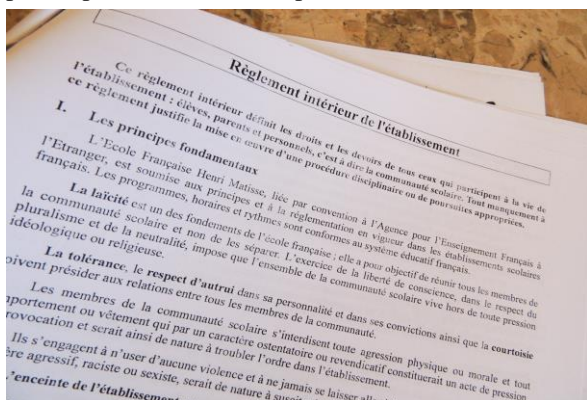 Règlement intérieur de l'établissement
Ce règlement intérieur définit les droits et les devoirs de tous ceux qui participent à la vie de
l'établissement : élèves, parents et personnels, c'est à dire la communauté scolaire. Tout manquement à
ce règlement justifie la mise en œuvre d'une procédure disciplinaire ou de poursuites appropriées.
I. Les principes fondamentaux
L'Ecole Française Henri Matisse, liée par convention à l'Agence pour l'Enseignement Français à
l'Etranger, est soumise aux principes et à la réglementation en vigueur dans les établissements scolaires
français. Les programmes, horaires et rythmes sont conformes au système éducatif français.
La laïcité est un des fondements de l'école française ; elle a pour objectif de réunir tous les membres de
la communauté scolaire et non de les séparer. L'exercice de la liberté de conscience, dans le respect du
pluralisme et de la neutralité, impose que l'ensemble de la communauté scolaire vive hors de toute pression
idéologique ou religieuse.
La tolérance, le respect d'autrui dans sa personnalité et dans ses convictions ainsi que la courtoisie
oivent présider aux relations entre tous les membres de la communauté.
Les membres de la communauté scolaire s'interdisent toute agression physique ou morale et tout
mportement ou vêtement qui par un caractère ostentatoire ou revendicatif constituerait un acte de pression
rovocation et serait ainsi de nature à troubler l'ordre dans l'établissement.
Ils s'engagent à n'user d'aucune violence et à ne jamais se laisser
ère agressif, raciste ou sexiste, serait de nature à
'enceinte de l'établissement